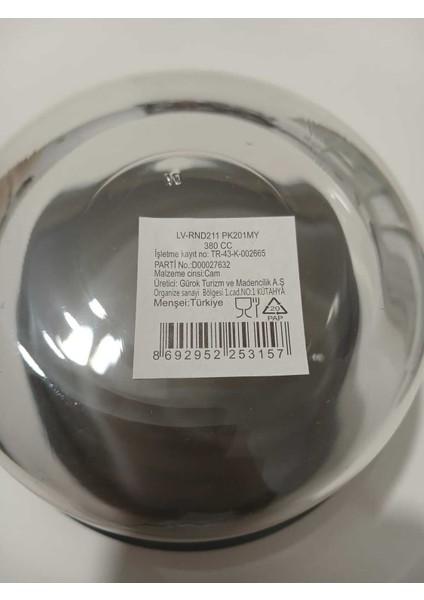 LV-RND211 PK201MY
380 CC
İşletme kayıt no: TR-43-K-002665
PARTİ No.:D00027632
Malzeme cinsi:Cam
Üretici: Gürok Turizm ve Madencilik A.Ş
Organize sanayi Bölgesi 1.cad.NO.1 KÜTAHYA
Menşei:Türkiye
20
PAP
8 692952 253157